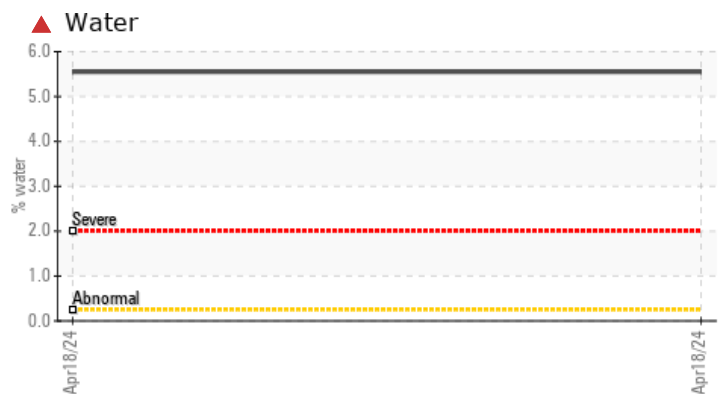 Water
6.0
5.0
4.0
3.0
2.0
1.0
0.0
% water
Severe
Abnormal
Apr18/24
Apr18/24